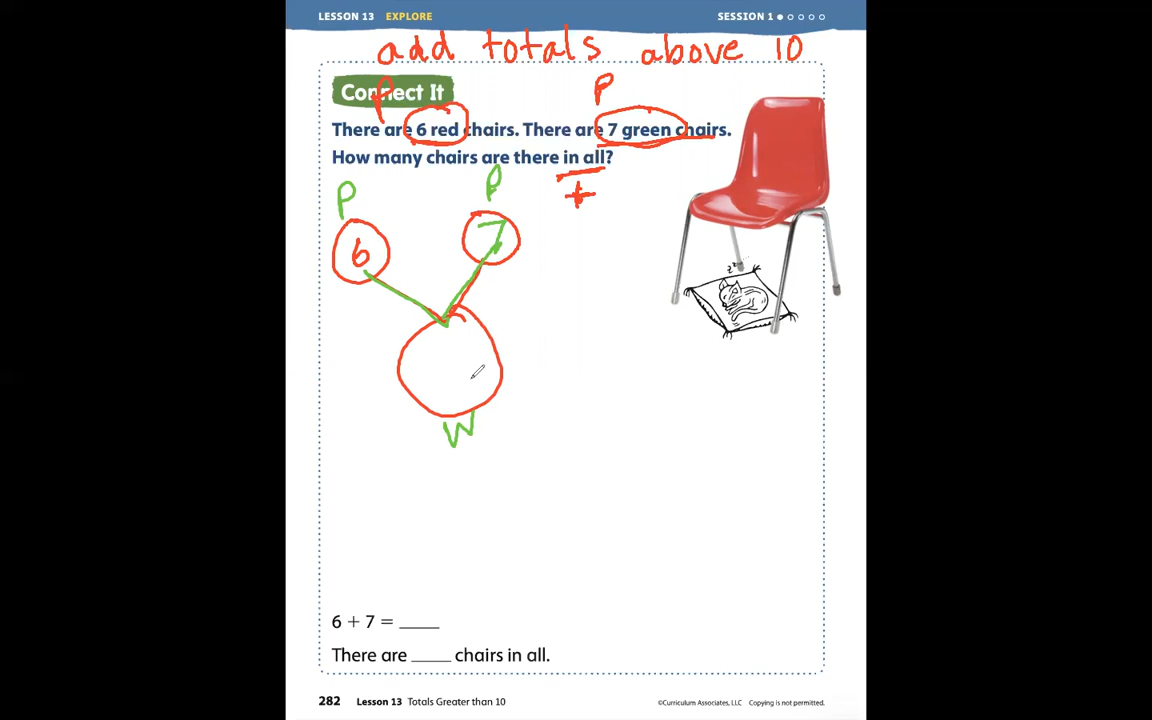 LESSON 13 EXPLORE SESSION 1
add totals above 10
Connect It
P P
There are 6 red chairs. There are 7 green chairs.
How many chairs are there in all?
P P +
6 7
W
6 + 7 = ____
There are ____ chairs in all.
282 Lesson 13 Totals Greater than 10 ©Curriculum Associates, LLC Copying is not permitted.